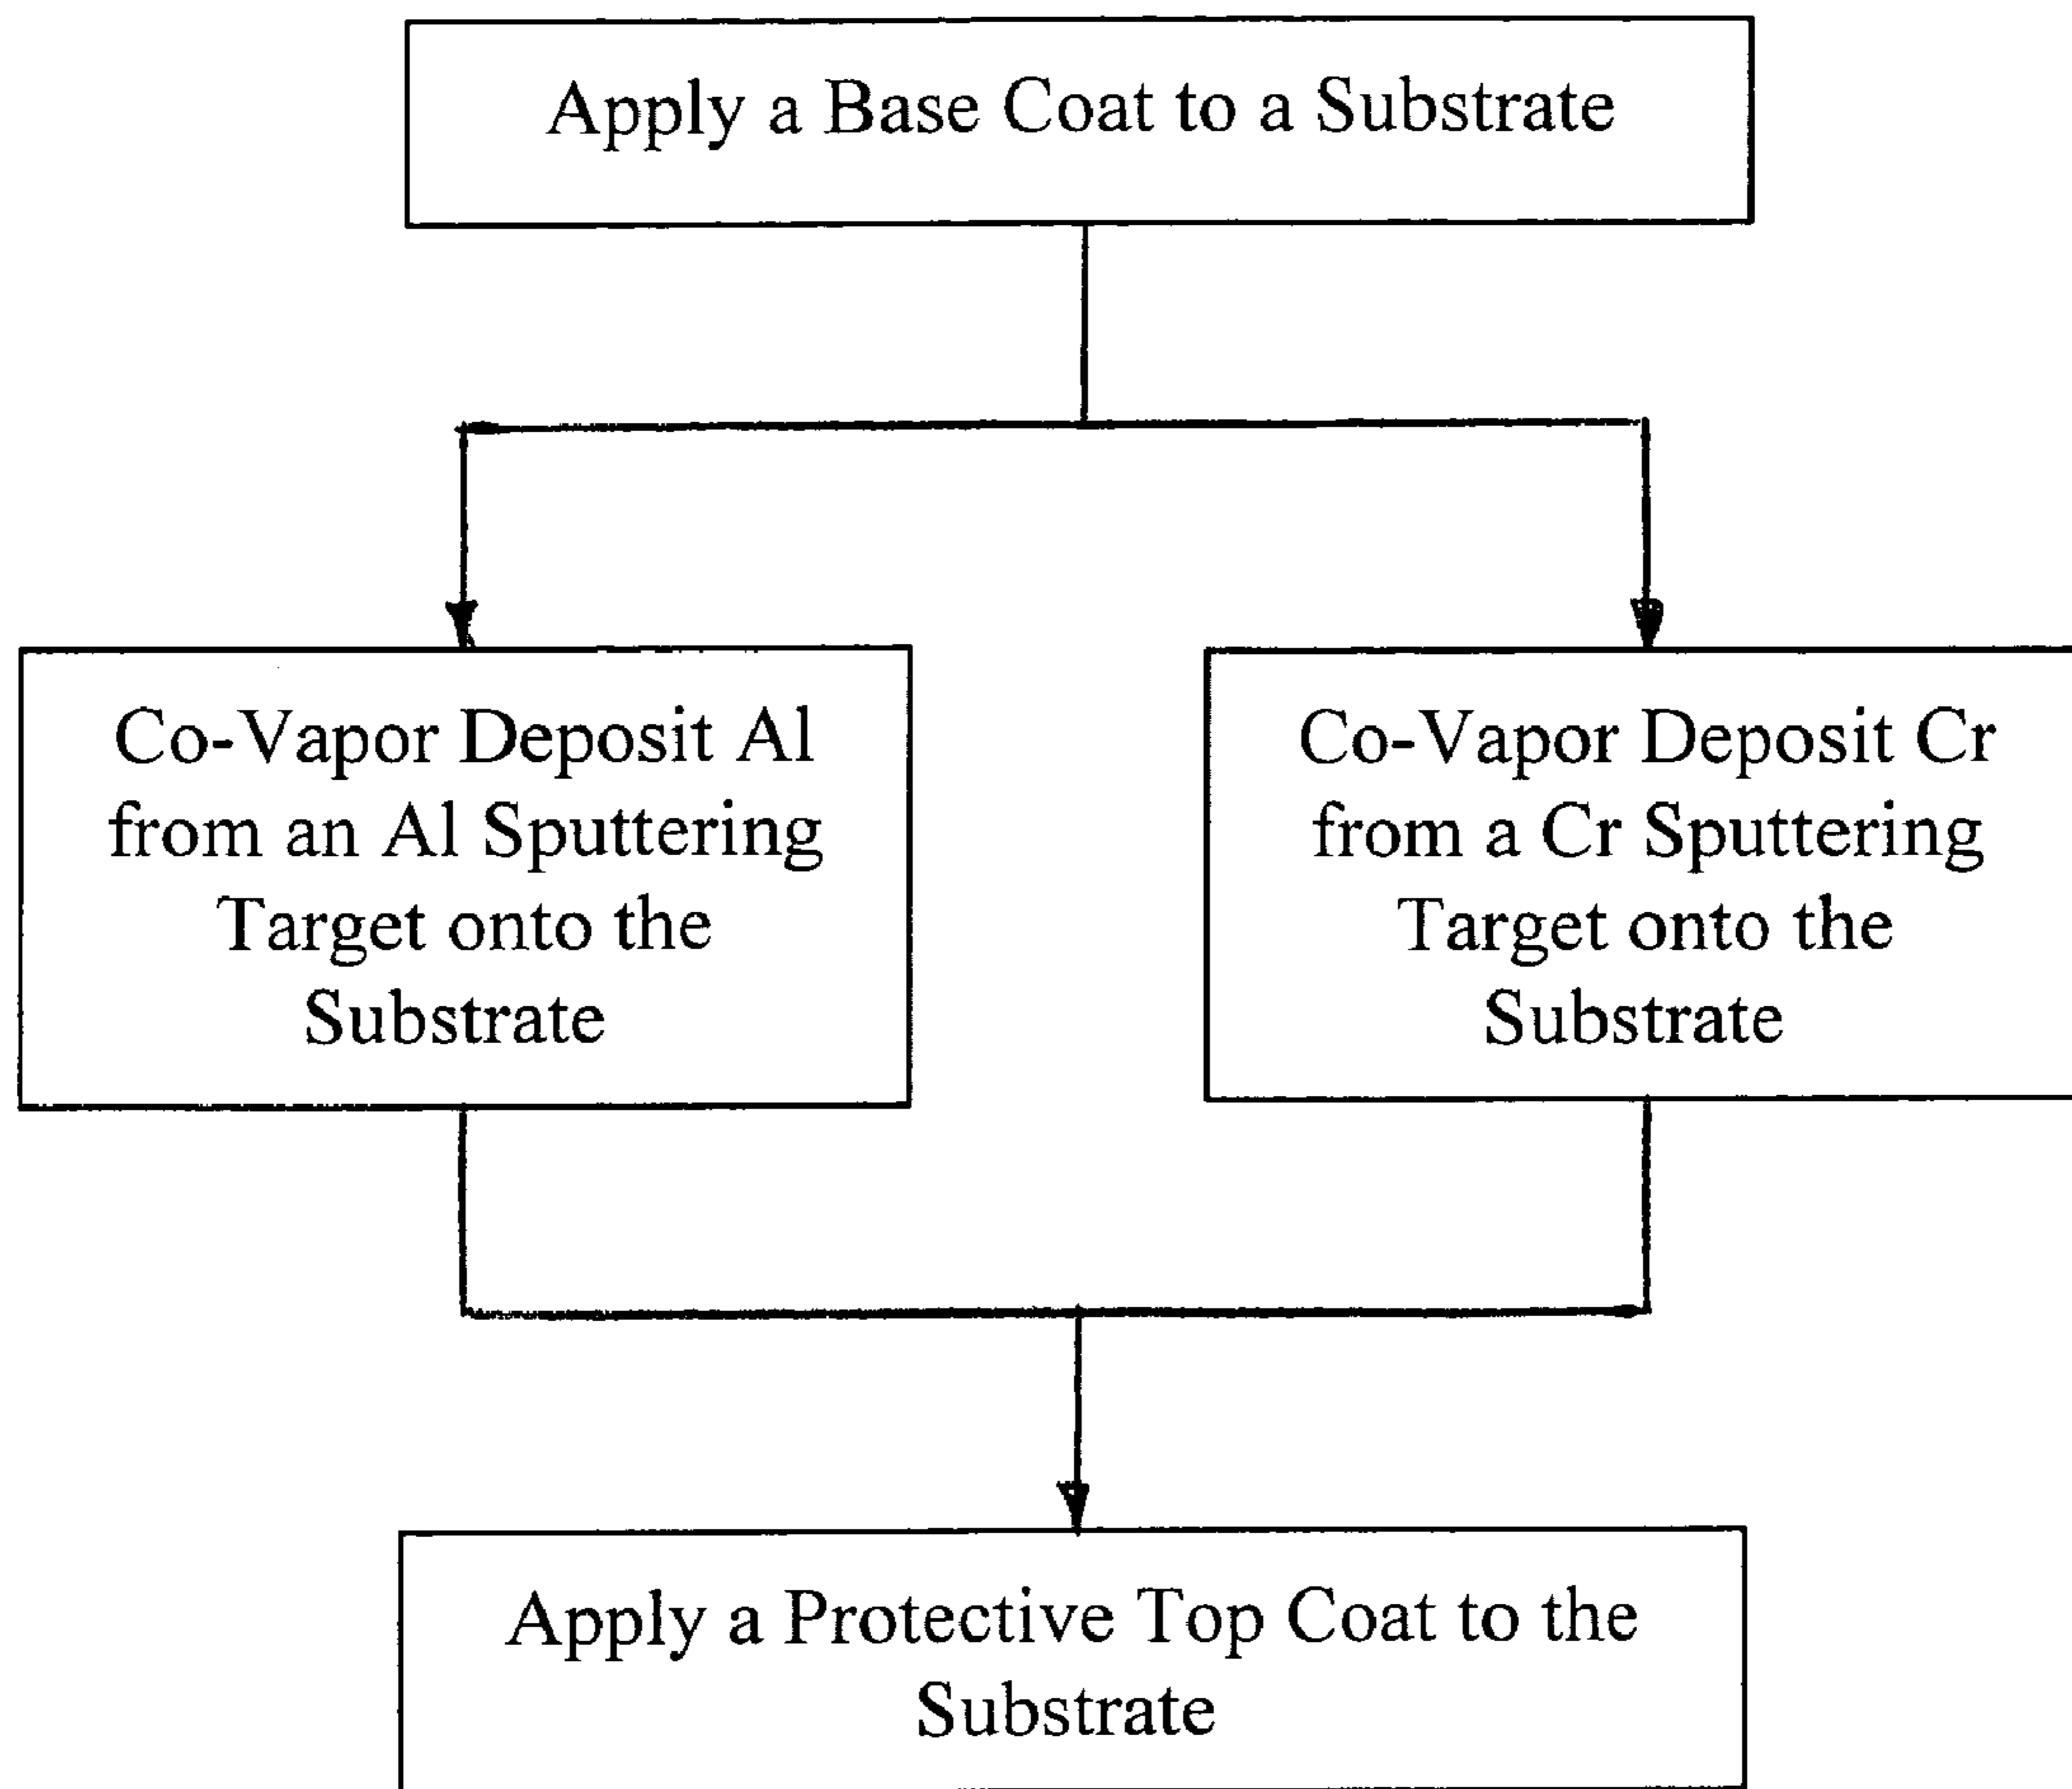 Apply a Base Coat to a Substrate
Co-Vapor Deposit Al
from an Al Sputtering
Target onto the
Substrate
Co-Vapor Deposit Cr
from a Cr Sputtering
Target onto the
Substrate
Apply a Protective Top Coat to the
Substrate